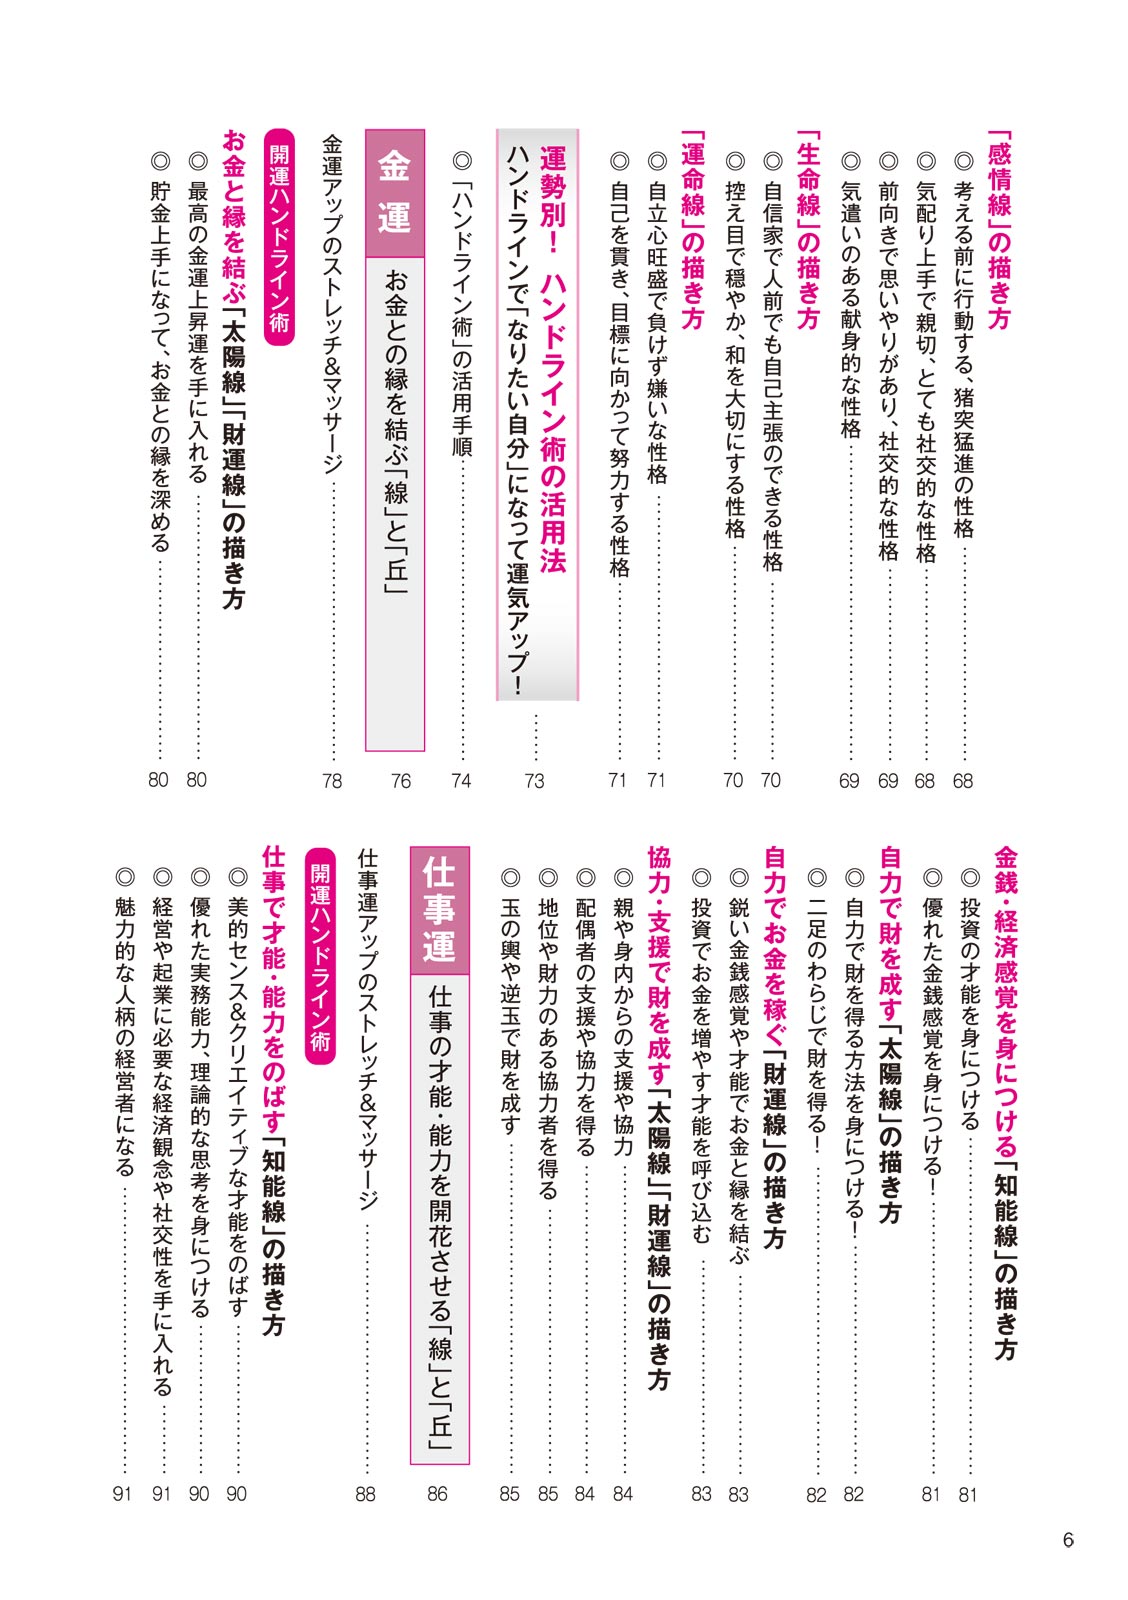 「感情線」の描き方
◎ 考える前に行動する、猪突猛進の性格 68
◎ 気配り上手で親切、とても社交的な性格 68
◎ 前向きで思いやりがあり、社交的な性格 69
◎ 気遣いのある献身的な性格 69
「生命線」の描き方
◎ 自信家で人前でも自己主張のできる性格 70
◎ 控え目で穏やか、和を大切にする性格 70
「運命線」の描き方
◎ 自立心旺盛で負けず嫌いな性格 71
◎ 自己を貫き、目標に向かって努力する性格 71
運勢別！ ハンドライン術の活用法
ハンドラインで「なりたい自分」になって運気アップ！ 73
◎ 「ハンドライン術」の活用手順 74
金運 お金との縁を結ぶ「線」と「丘」 76
金運アップのストレッチ&マッサージ 78
開運ハンドライン術
お金と縁を結ぶ「太陽線」「財運線」の描き方
◎ 最高の金運上昇運を手に入れる 80
◎ 貯金上手になって、お金との縁を深める 80
金銭・経済感覚を身につける「知能線」の描き方
◎ 投資の才能を身につける 81
◎ 優れた金銭感覚を身につける！ 81
自力で財を成す「太陽線」の描き方
◎ 自力で財を得る方法を身につける！ 82
◎ 二足のわらじで財を得る！ 82
自力でお金を稼ぐ「財運線」の描き方
◎ 鋭い金銭感覚や才能でお金と縁を結ぶ 83
◎ 投資でお金を増やす才能を呼び込む 83
協力・支援で財を成す「太陽線」「財運線」の描き方
◎ 親や身内からの支援や協力 84
◎ 配偶者の支援や協力を得る 84
◎ 地位や財力のある協力者を得る 85
◎ 玉の輿や逆玉で財を成す 85
仕事運 仕事の才能・能力を開花させる「線」と「丘」 86
仕事運アップのストレッチ&マッサージ 88
開運ハンドライン術
仕事で才能・能力をのばす「知能線」の描き方
◎ 美的センス&クリエイティブな才能をのばす 90
◎ 優れた実務能力、理論的な思考を身につける 90
◎ 経営や起業に必要な経済観念や社交性を手に入れる 91
◎ 魅力的な人柄の経営者になる 91
6